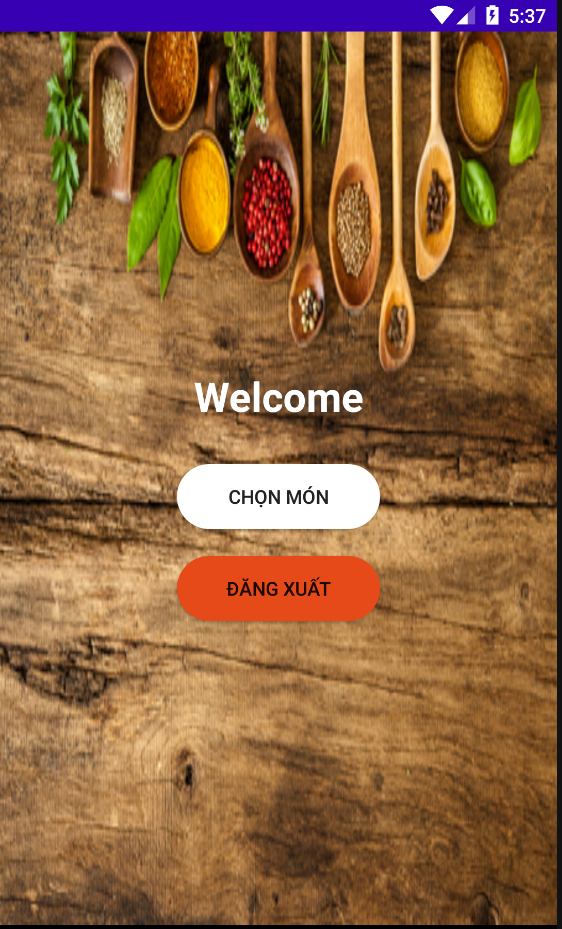 5:37
Welcome
CHỌN MÓN
ĐĂNG XUẤT